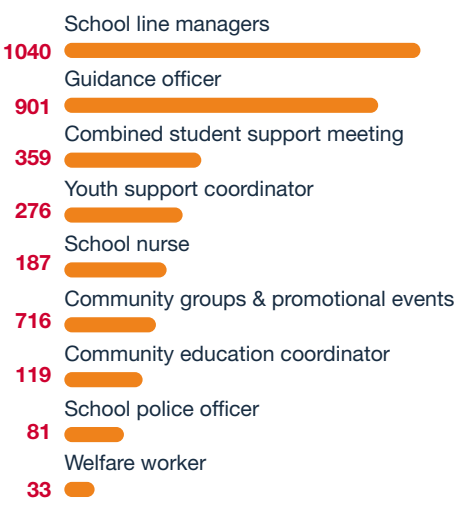 School line managers
1040
Guidance officer
901
Combined student support meeting
359
Youth support coordinator
276
School nurse
187
Community groups & promotional events
716
Community education coordinator
119
School police officer
81
Welfare worker
33